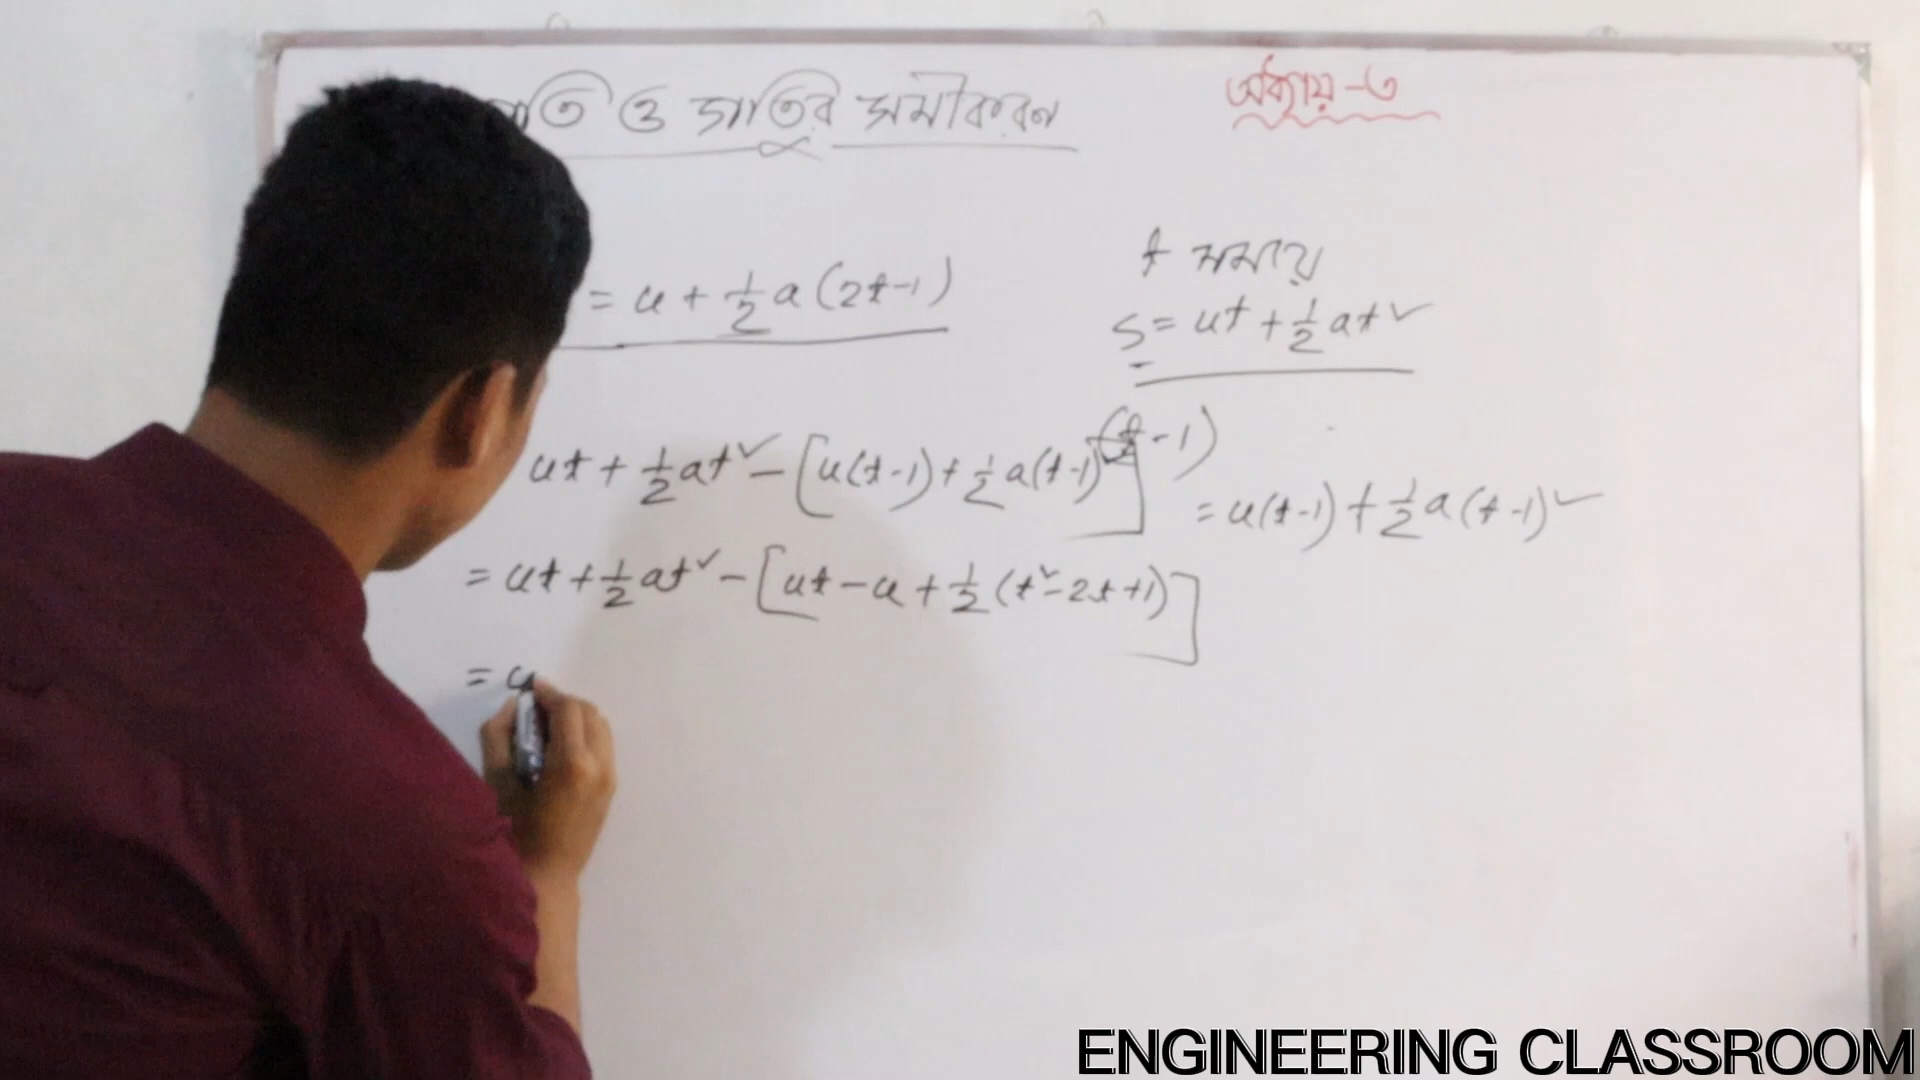 ও গতির সমীকরণ
অধ্যায়-৩
= u + 1/2 a (2t-1)
t সময়ে
s = ut + 1/2 at²
ut + 1/2 at² - [u(t-1) + 1/2 a(t-1)²]
-1)
= u(t-1) + 1/2 a(t-1)²
= ut + 1/2 at² - [ut - u + 1/2 (t² - 2t + 1)]
= u
ENGINEERING CLASSROOM